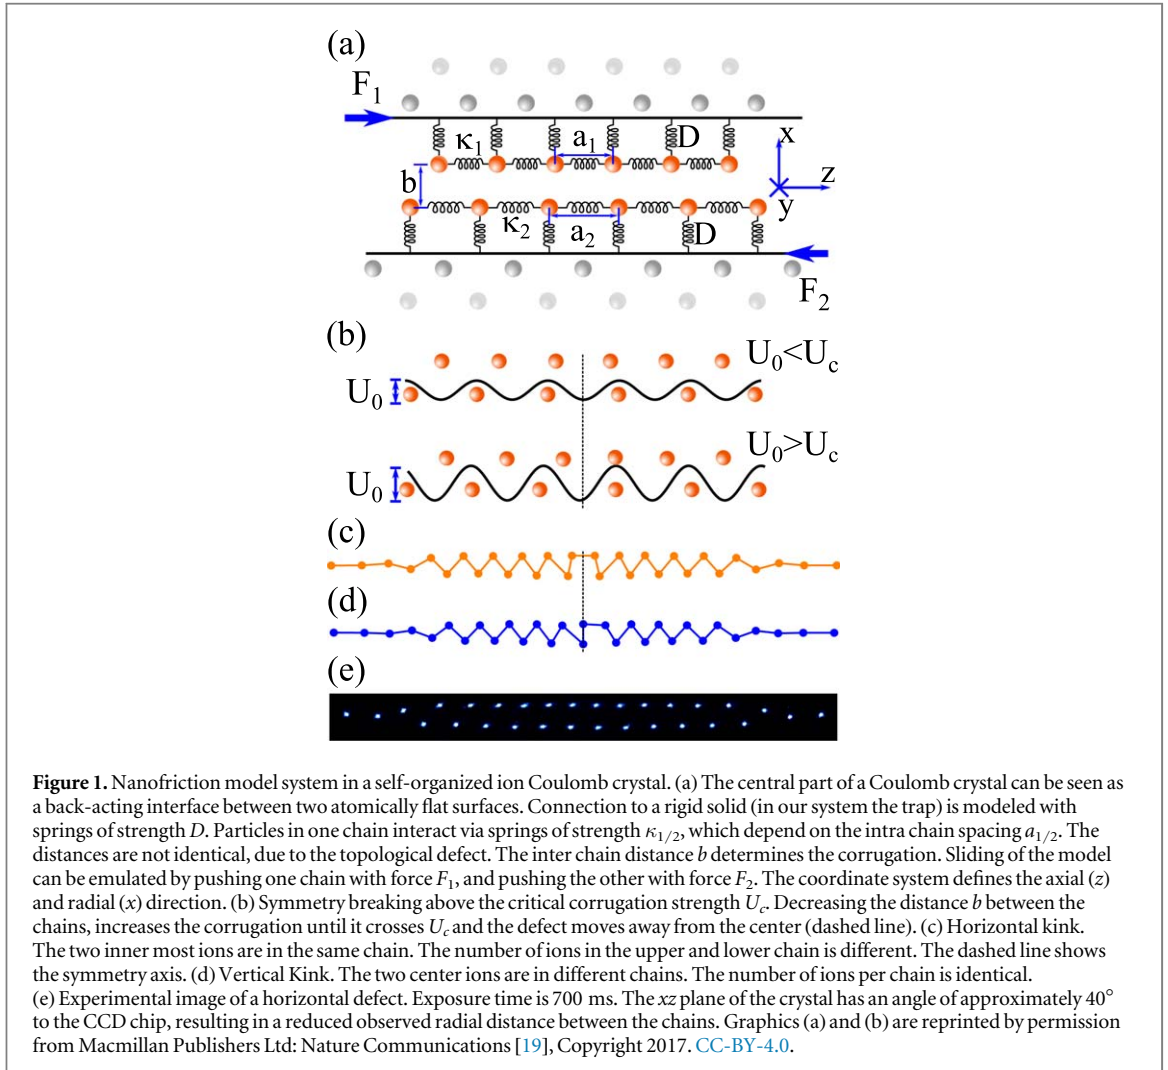 (a)
F₁
κ₁
a₁
D
x
b
z
y
κ₂
a₂
D
F₂
(b)
U₀<U꜀
U₀
U₀>U꜀
U₀
(c)
(d)
(e)
Figure 1. Nanofriction model system in a self-organized ion Coulomb crystal. (a) The central part of a Coulomb crystal can be seen as
a back-acting interface between two atomically flat surfaces. Connection to a rigid solid (in our system the trap) is modeled with
springs of strength D. Particles in one chain interact via springs of strength κ₁/₂, which depend on the intra chain spacing a₁/₂. The
distances are not identical, due to the topological defect. The inter chain distance b determines the corrugation. Sliding of the model
can be emulated by pushing one chain with force F₁, and pushing the other with force F₂. The coordinate system defines the axial (z)
and radial (x) direction. (b) Symmetry breaking above the critical corrugation strength U꜀. Decreasing the distance b between the
chains, increases the corrugation until it crosses U꜀ and the defect moves away from the center (dashed line). (c) Horizontal kink.
The two inner most ions are in the same chain. The number of ions in the upper and lower chain is different. The dashed line shows
the symmetry axis. (d) Vertical Kink. The two center ions are in different chains. The number of ions per chain is identical.
(e) Experimental image of a horizontal defect. Exposure time is 700 ms. The xz plane of the crystal has an angle of approximately 40°
to the CCD chip, resulting in a reduced observed radial distance between the chains. Graphics (a) and (b) are reprinted by permission
from Macmillan Publishers Ltd: Nature Communications [19], Copyright 2017. CC-BY-4.0.